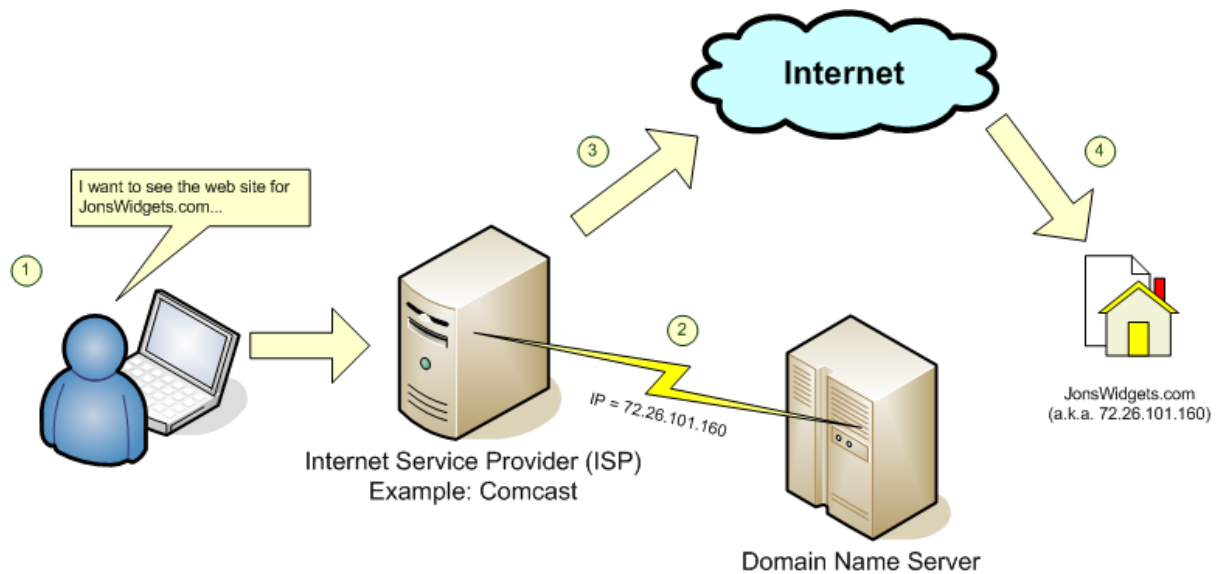 Internet
3
4
I want to see the web site for
JonsWidgets.com...
1
2
IP = 72.26.101.160
JonsWidgets.com
(a.k.a. 72.26.101.160)
Internet Service Provider (ISP)
Example: Comcast
Domain Name Server